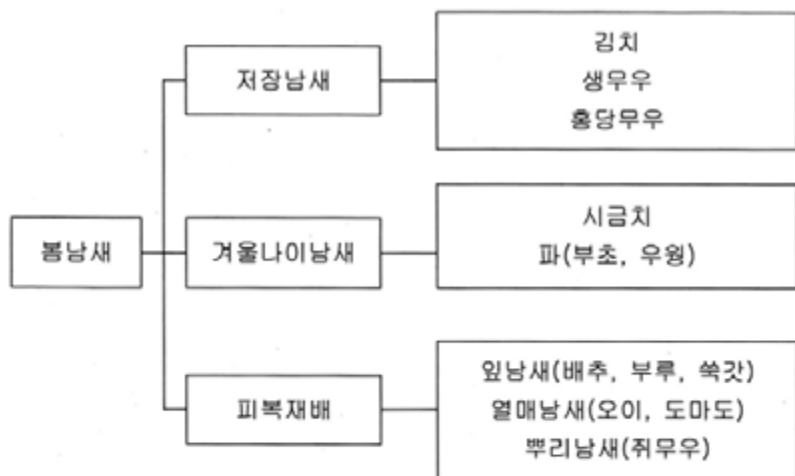 봄남새
저장남새
김치
생무우
홍당무우
겨울나이남새
시금치
파(부초, 우웡)
피복재배
잎남새(배추, 부루, 쑥갓)
열매남새(오이, 도마도)
뿌리남새(쥐무우)